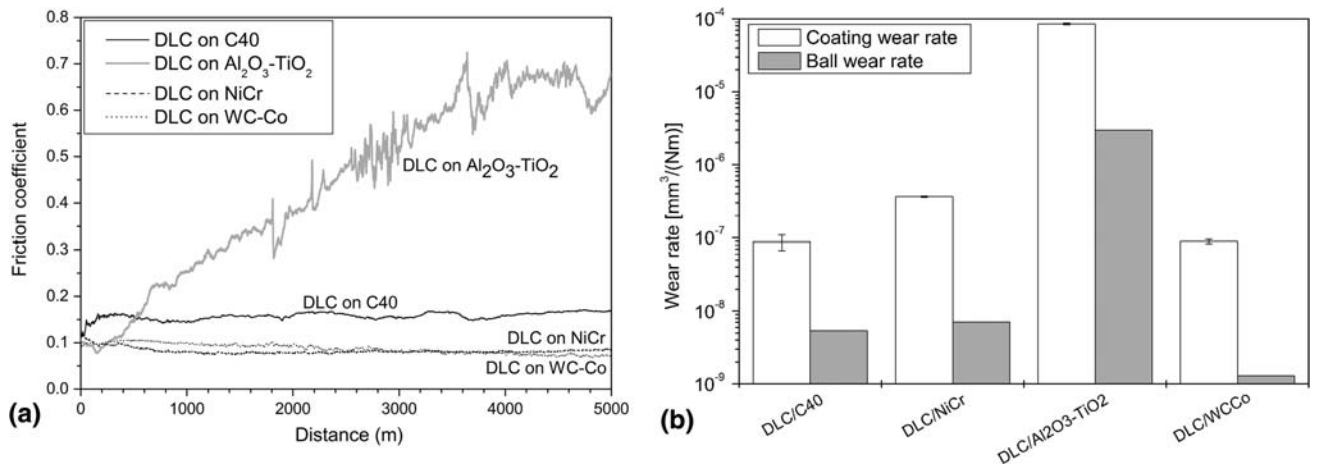 0.8
0.7
0.6
0.5
0.4
0.3
0.2
0.1
0.0
Friction coefficient
DLC on C40
DLC on Al₂O₃-TiO₂
DLC on NiCr
DLC on WC-Co
DLC on Al₂O₃-TiO₂
DLC on C40
DLC on NiCr
DLC on WC-Co
0 1000 2000 3000 4000 5000
Distance (m)
(a)
10⁻⁴
10⁻⁵
10⁻⁶
10⁻⁷
10⁻⁸
10⁻⁹
Wear rate [mm³/(Nm)]
Coating wear rate
Ball wear rate
DLC/C40
DLC/NiCr
DLC/Al2O3-TiO2
DLC/WCCo
(b)